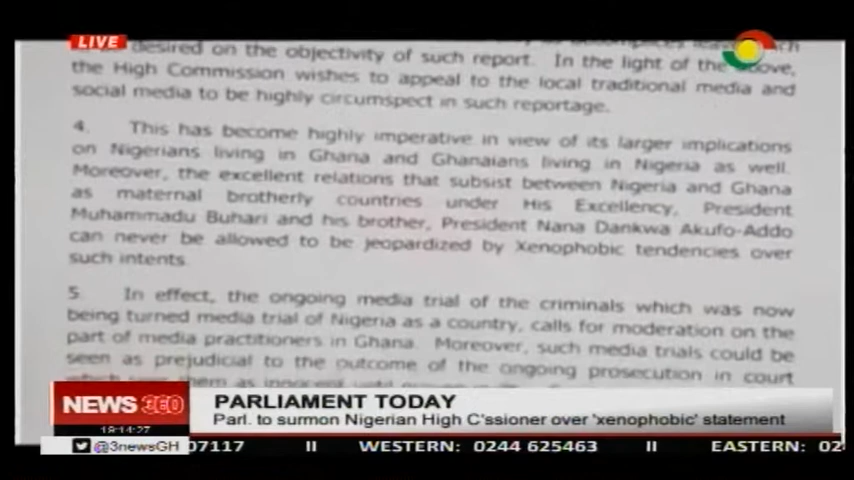 LIVE
desired on the objectivity of such report. In the light of the above,
the High Commission wishes to appeal to the local traditional media and
social media to be highly circumspect in such reportage.
4. This has become highly imperative in view of its larger implications
on Nigerians living in Ghana and Ghanaians living in Nigeria as well.
Moreover, the excellent relations that subsist between Nigeria and Ghana
as maternal brotherly countries under His Excellency, President
Muhammadu Buhari and his brother, President Nana Dankwa Akufo-Addo
can never be allowed to be jeopardized by Xenophobic tendencies over
such intents.
5. In effect, the ongoing media trial of the criminals which was now
being turned media trial of Nigeria as a country, calls for moderation on the
part of media practitioners in Ghana. Moreover, such media trials could be
seen as prejudicial to the outcome of the ongoing prosecution in court
NEWS 360
PARLIAMENT TODAY
Parl. to surmon Nigerian High C'ssioner over 'xenophobic' statement
18:14:27
@3newsGH
07117 II WESTERN: 0244 625463 II EASTERN: 02